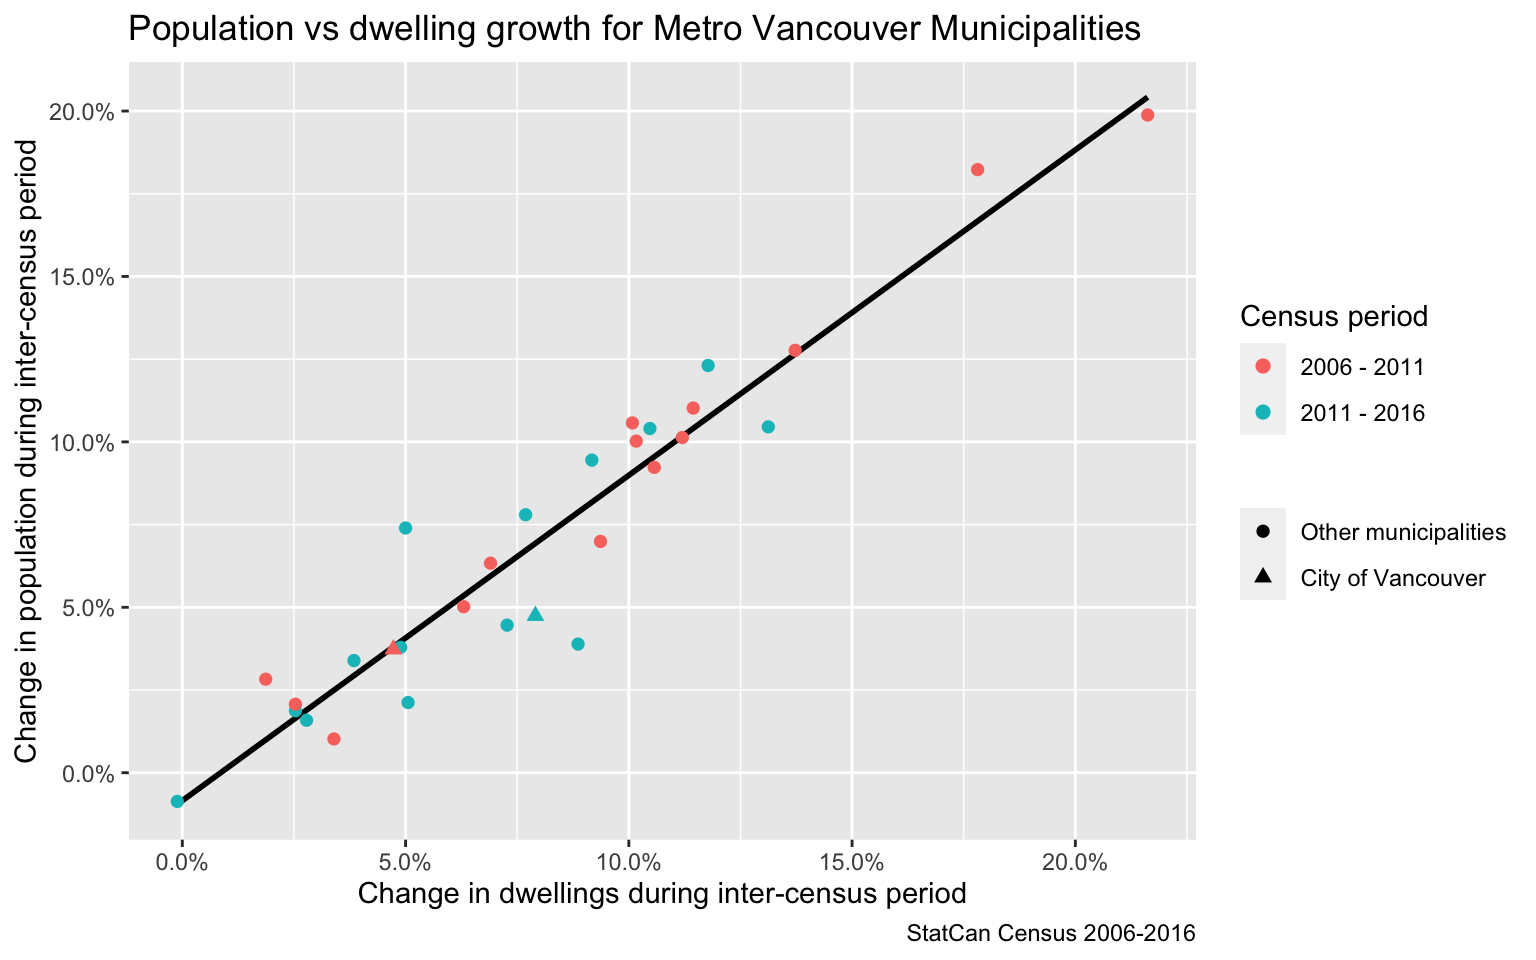 Population vs dwelling growth for Metro Vancouver Municipalities
Change in population during inter-census period
20.0%
15.0%
10.0%
5.0%
0.0%
0.0%
5.0%
10.0%
15.0%
20.0%
Change in dwellings during inter-census period
StatCan Census 2006-2016
Census period
2006 - 2011
2011 - 2016
Other municipalities
City of Vancouver